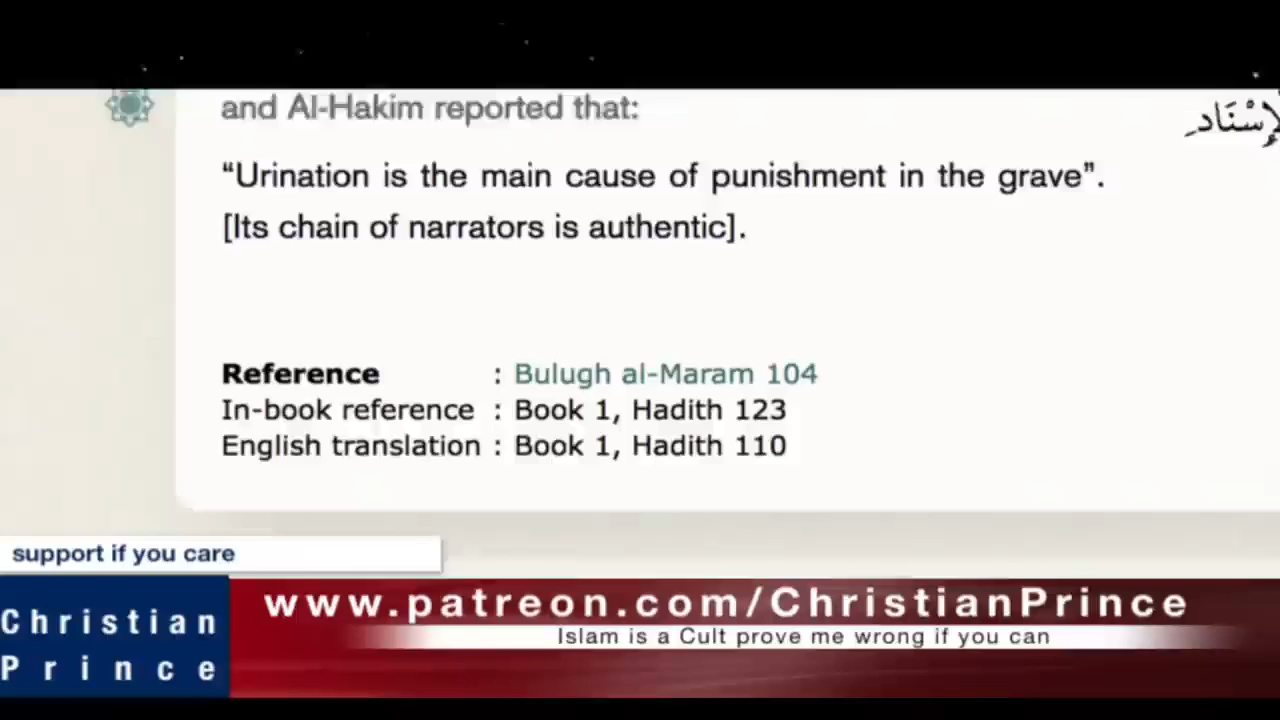 and Al-Hakim reported that:
لإِسْنَادِ
“Urination is the main cause of punishment in the grave”.
[Its chain of narrators is authentic].
Reference : Bulugh al-Maram 104
In-book reference : Book 1, Hadith 123
English translation : Book 1, Hadith 110
support if you care
Christian
Prince
www.patreon.com/ChristianPrince
Islam is a Cult prove me wrong if you can